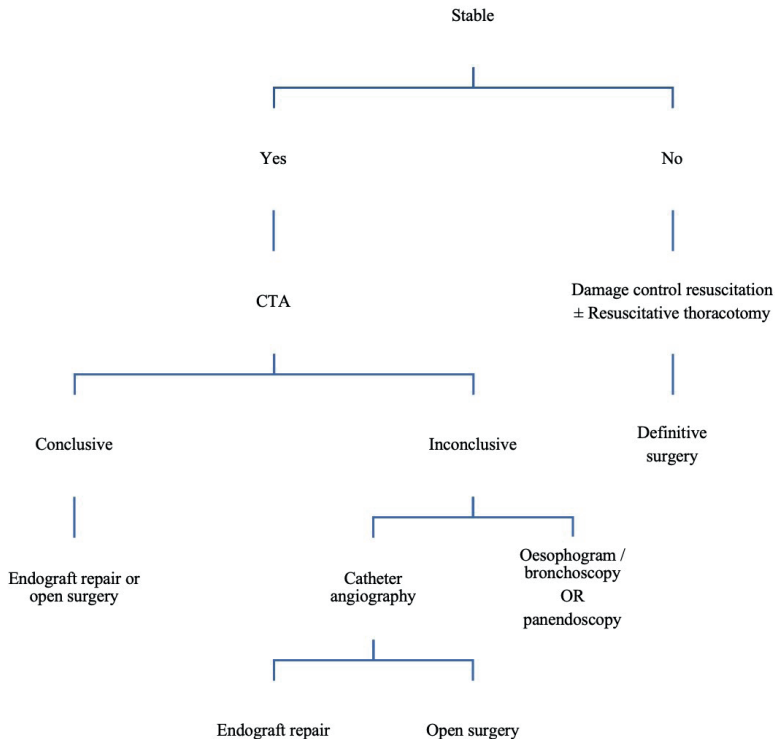 Stable
Yes
No
CTA
Damage control resuscitation
± Resuscitative thoracotomy
Conclusive
Inconclusive
Definitive
surgery
Endograft repair or
open surgery
Catheter
angiography
Oesophogram /
bronchoscopy
OR
panendoscopy
Endograft repair
Open surgery